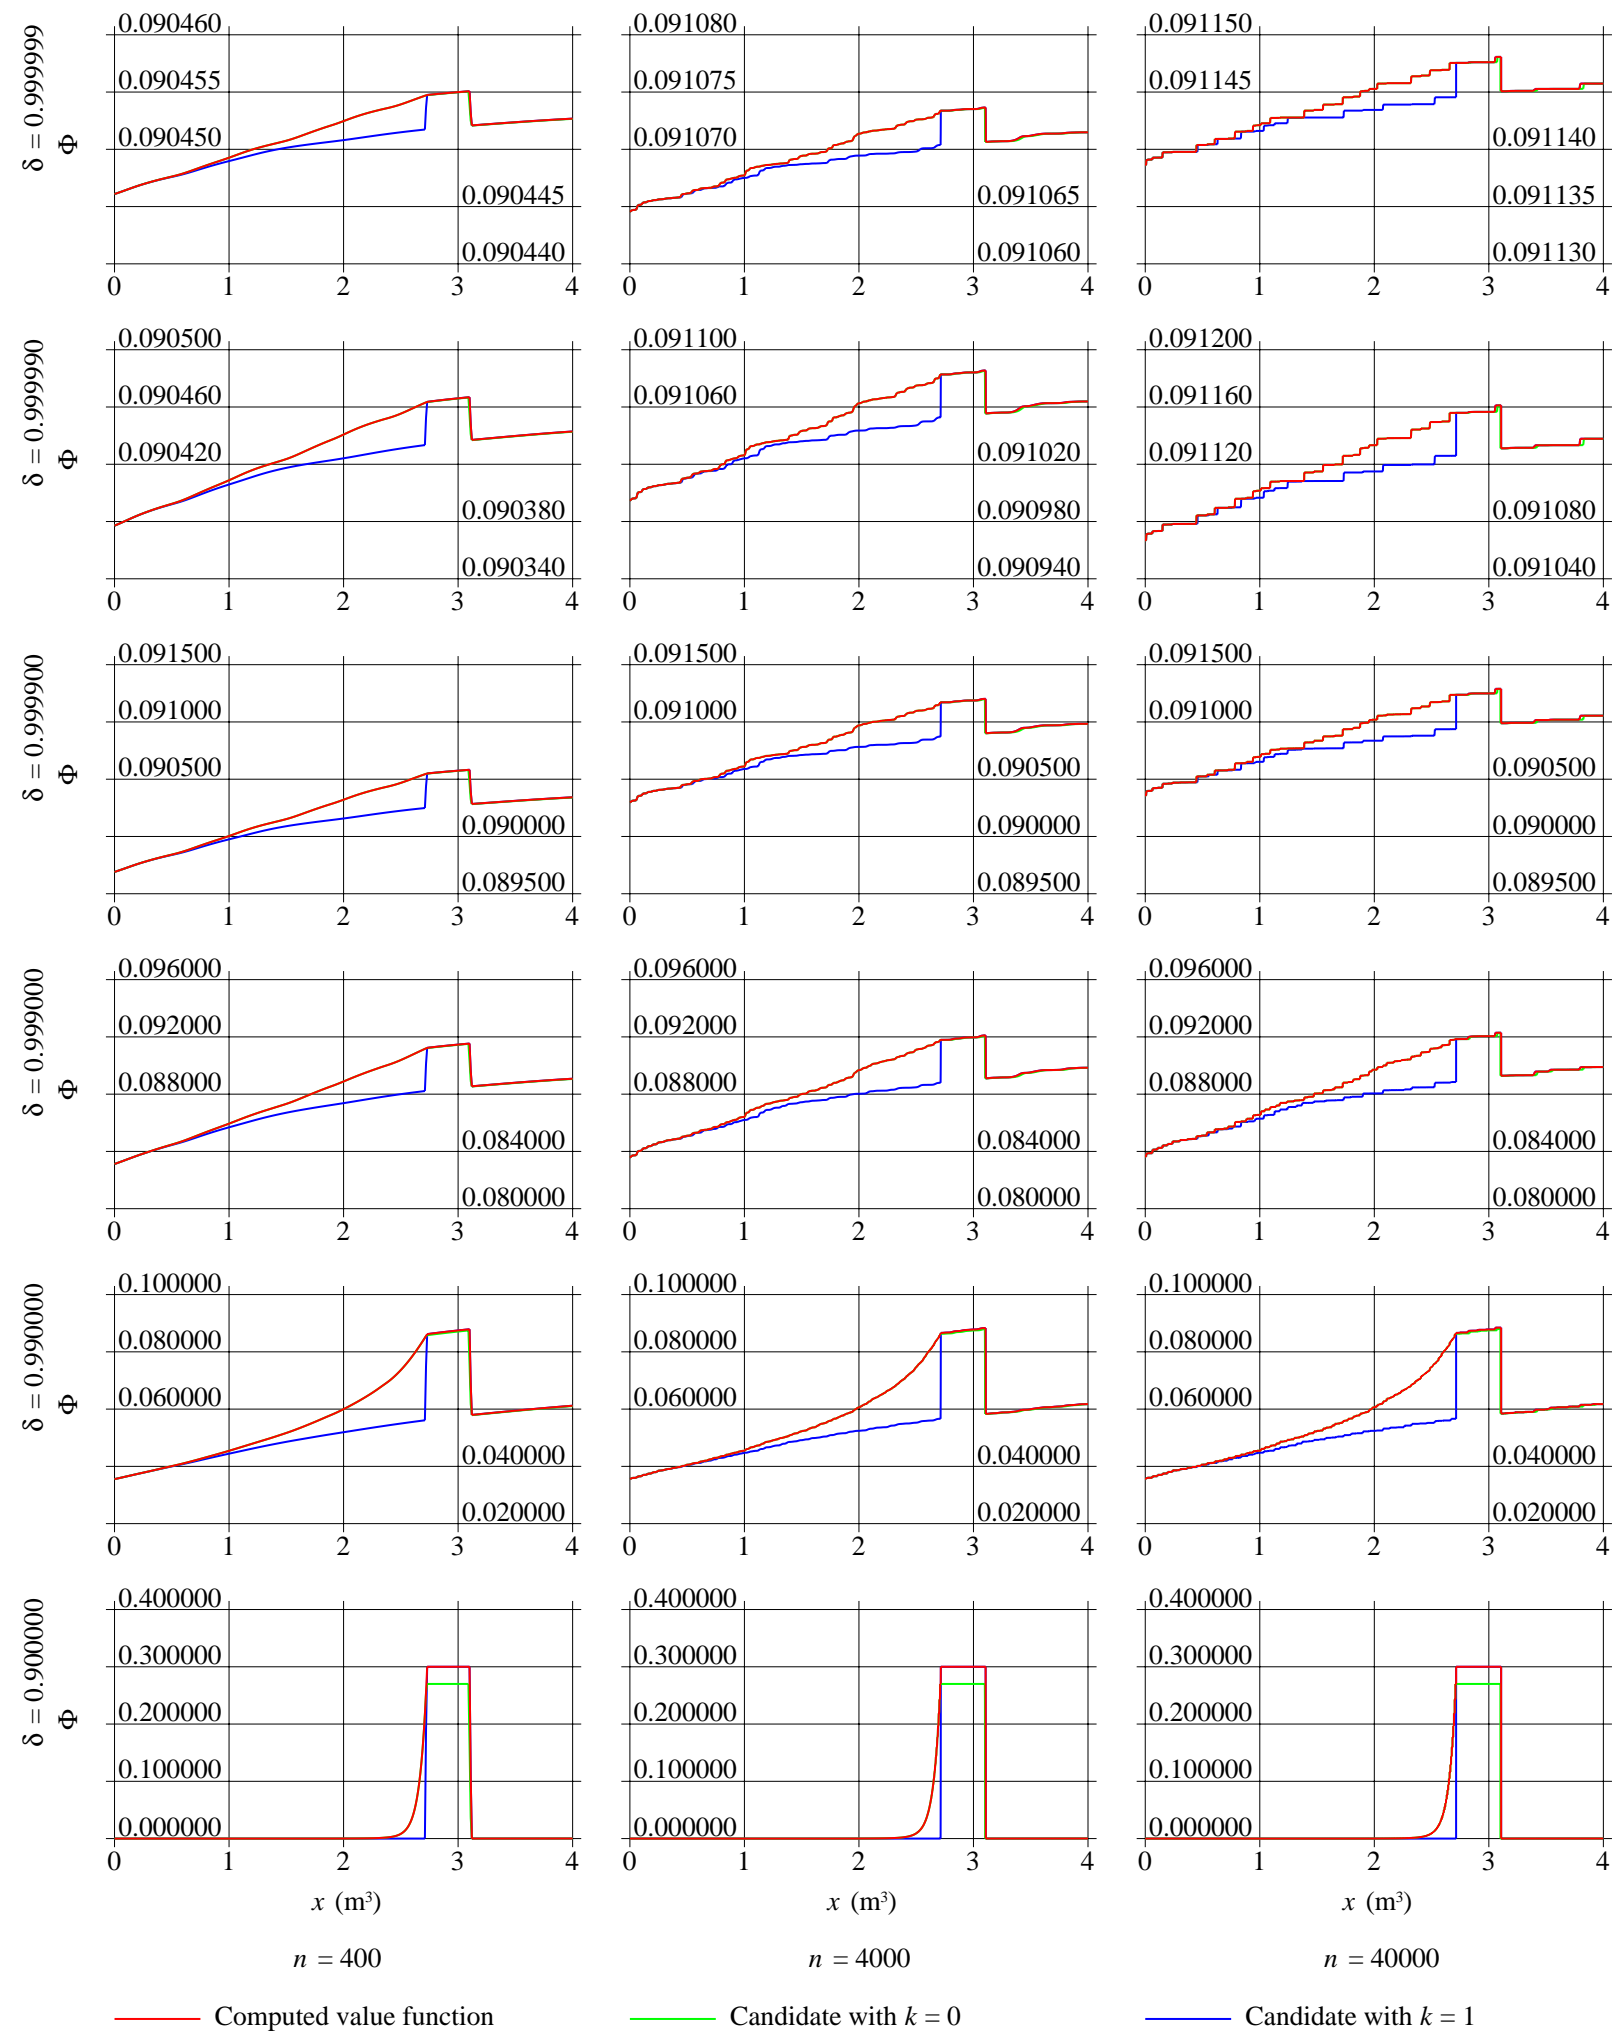 δ = 0.999999
Φ
0.090460
0.090455
0.090450
0.090445
0.090440
0 1 2 3 4
0.091080
0.091075
0.091070
0.091065
0.091060
0 1 2 3 4
0.091150
0.091145
0.091140
0.091135
0.091130
0 1 2 3 4
δ = 0.999990
Φ
0.090500
0.090460
0.090420
0.090380
0.090340
0 1 2 3 4
0.091100
0.091060
0.091020
0.090980
0.090940
0 1 2 3 4
0.091200
0.091160
0.091120
0.091080
0.091040
0 1 2 3 4
δ = 0.999900
Φ
0.091500
0.091000
0.090500
0.090000
0.089500
0 1 2 3 4
0.091500
0.091000
0.090500
0.090000
0.089500
0 1 2 3 4
0.091500
0.091000
0.090500
0.090000
0.089500
0 1 2 3 4
δ = 0.999000
Φ
0.096000
0.092000
0.088000
0.084000
0.080000
0 1 2 3 4
0.096000
0.092000
0.088000
0.084000
0.080000
0 1 2 3 4
0.096000
0.092000
0.088000
0.084000
0.080000
0 1 2 3 4
δ = 0.990000
Φ
0.100000
0.080000
0.060000
0.040000
0.020000
0 1 2 3 4
0.100000
0.080000
0.060000
0.040000
0.020000
0 1 2 3 4
0.100000
0.080000
0.060000
0.040000
0.020000
0 1 2 3 4
δ = 0.900000
Φ
0.400000
0.300000
0.200000
0.100000
0.000000
0 1 2 3 4
0.400000
0.300000
0.200000
0.100000
0.000000
0 1 2 3 4
0.400000
0.300000
0.200000
0.100000
0.000000
0 1 2 3 4
x (m³) x (m³) x (m³)
n = 400 n = 4000 n = 40000
Computed value function Candidate with k = 0 Candidate with k = 1